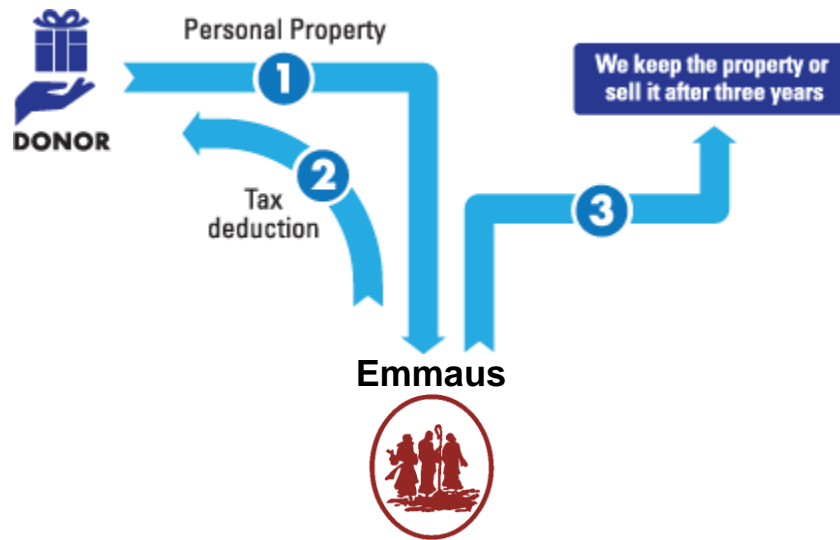 Personal Property
1
We keep the property or
sell it after three years
DONOR
2
Tax
deduction
3
Emmaus